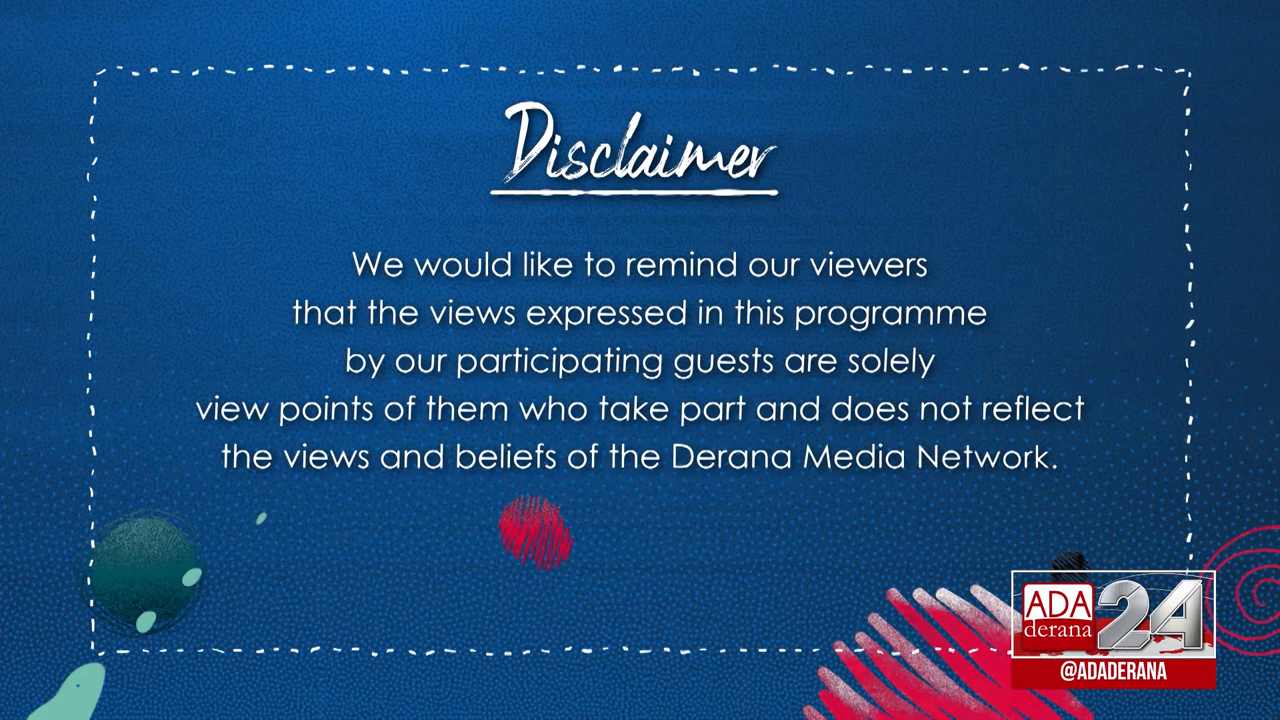 Disclaimer
We would like to remind our viewers
that the views expressed in this programme
by our participating guests are solely
view points of them who take part and does not reflect
the views and beliefs of the Derana Media Network.
ADA
derana
24
@ADADERANA